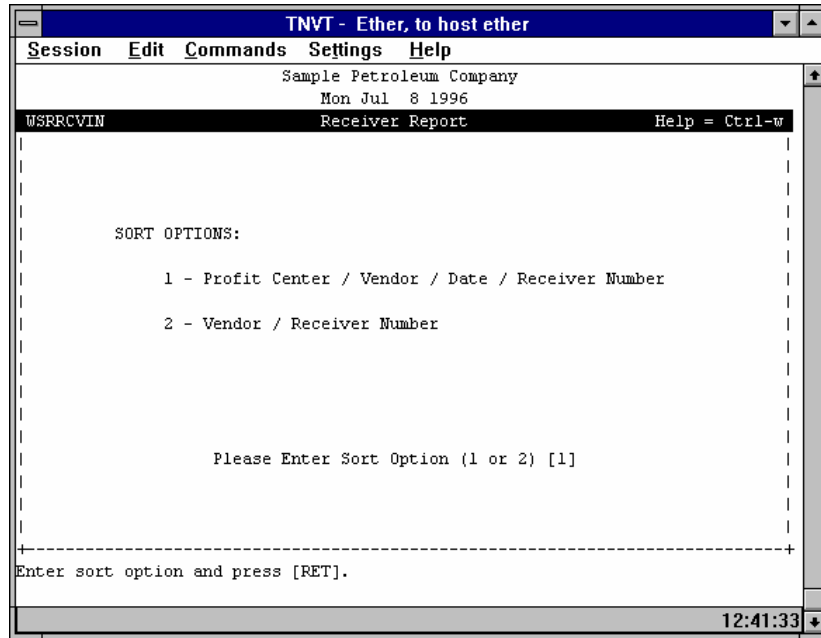 TNVT - Ether, to host ether
Session Edit Commands Settings Help
Sample Petroleum Company
Mon Jul 8 1996
WSRRCVIN Receiver Report Help = Ctrl-w
SORT OPTIONS:
1 - Profit Center / Vendor / Date / Receiver Number
2 - Vendor / Receiver Number
Please Enter Sort Option (1 or 2) [1]
Enter sort option and press [RET].
12:41:33